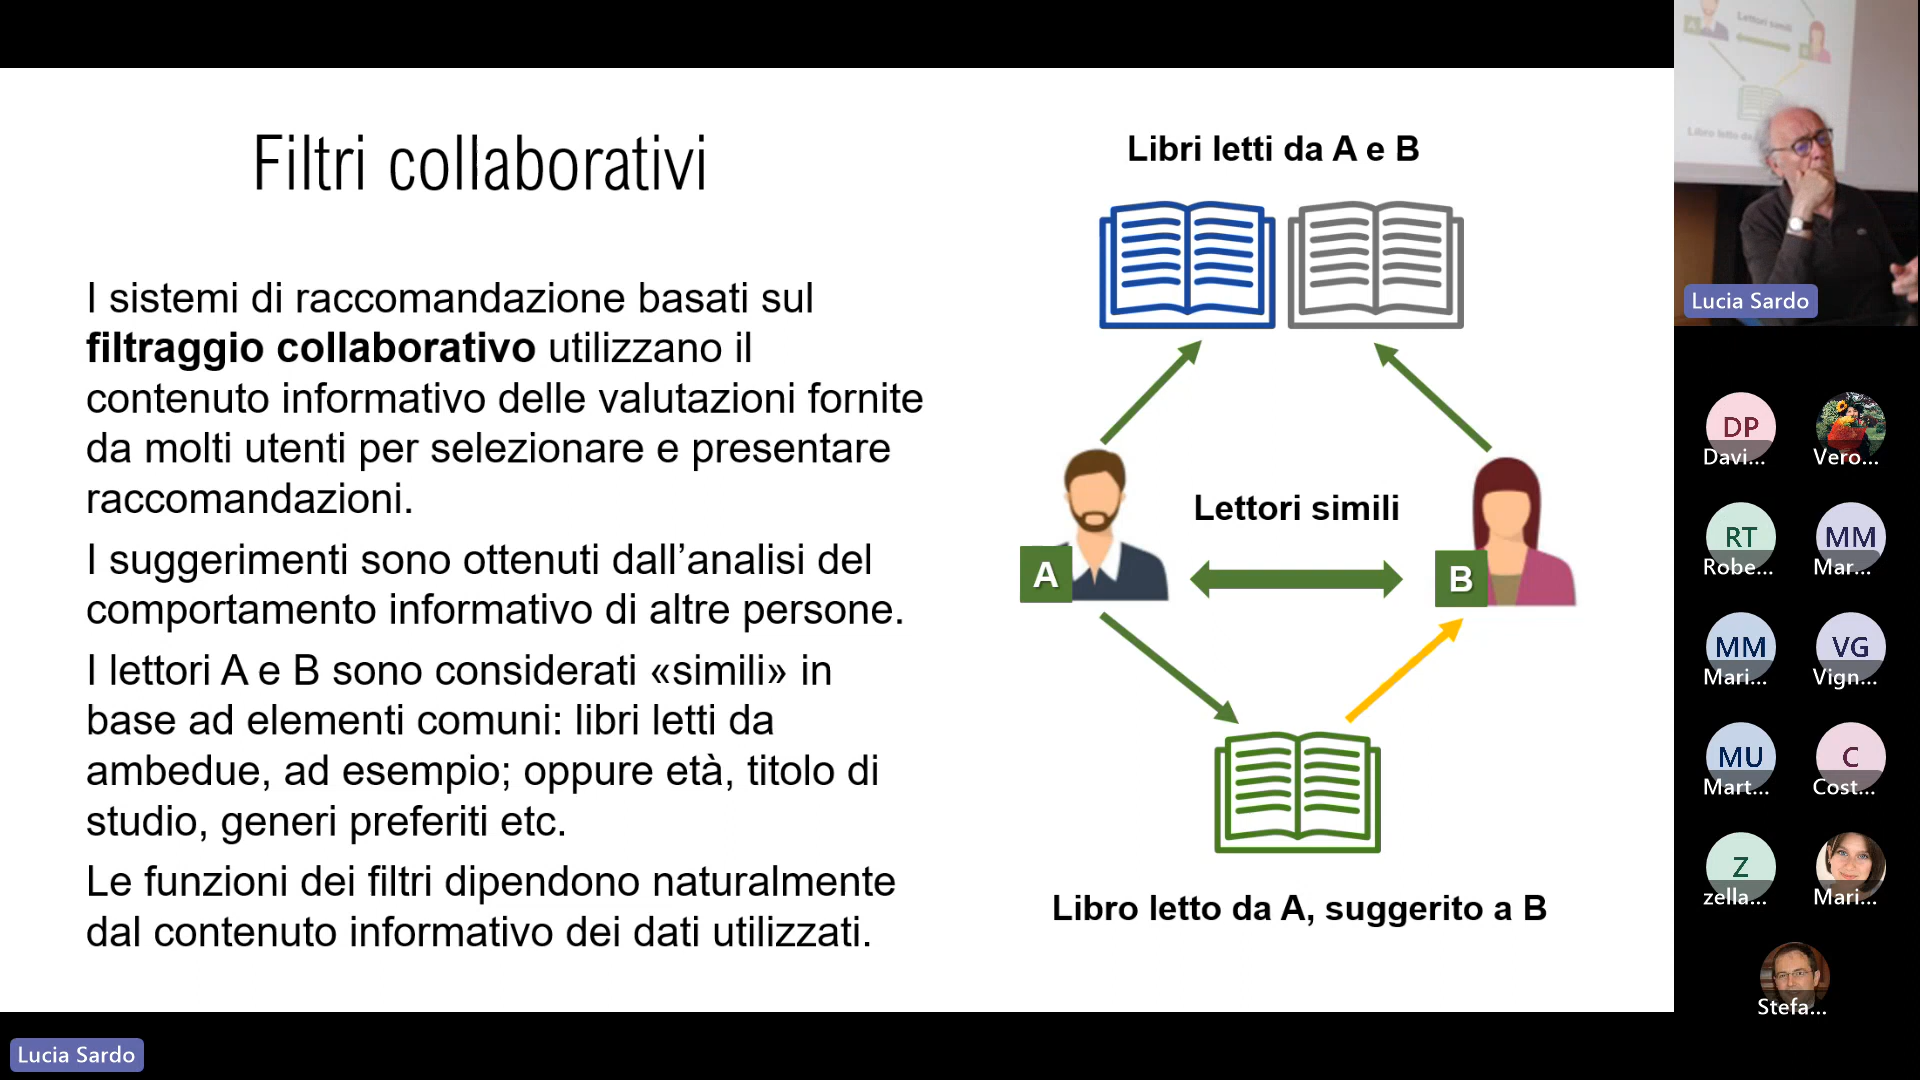 Filtri collaborativi
I sistemi di raccomandazione basati sul
filtraggio collaborativo utilizzano il
contenuto informativo delle valutazioni fornite
da molti utenti per selezionare e presentare
raccomandazioni.
I suggerimenti sono ottenuti dall’analisi del
comportamento informativo di altre persone.
I lettori A e B sono considerati «simili» in
base ad elementi comuni: libri letti da
ambedue, ad esempio; oppure età, titolo di
studio, generi preferiti etc.
Le funzioni dei filtri dipendono naturalmente
dal contenuto informativo dei dati utilizzati.
Libri letti da A e B
Lettori simili
A
B
Libro letto da A, suggerito a B
Lettori simili
Libro letto da
Lucia Sardo
DP
Davi...
Vero...
RT
Robe...
MM
Mar...
MM
Mari...
VG
Vign...
MU
Mart...
C
Cost...
Z
zella...
Mari...
Stefa...
Lucia Sardo